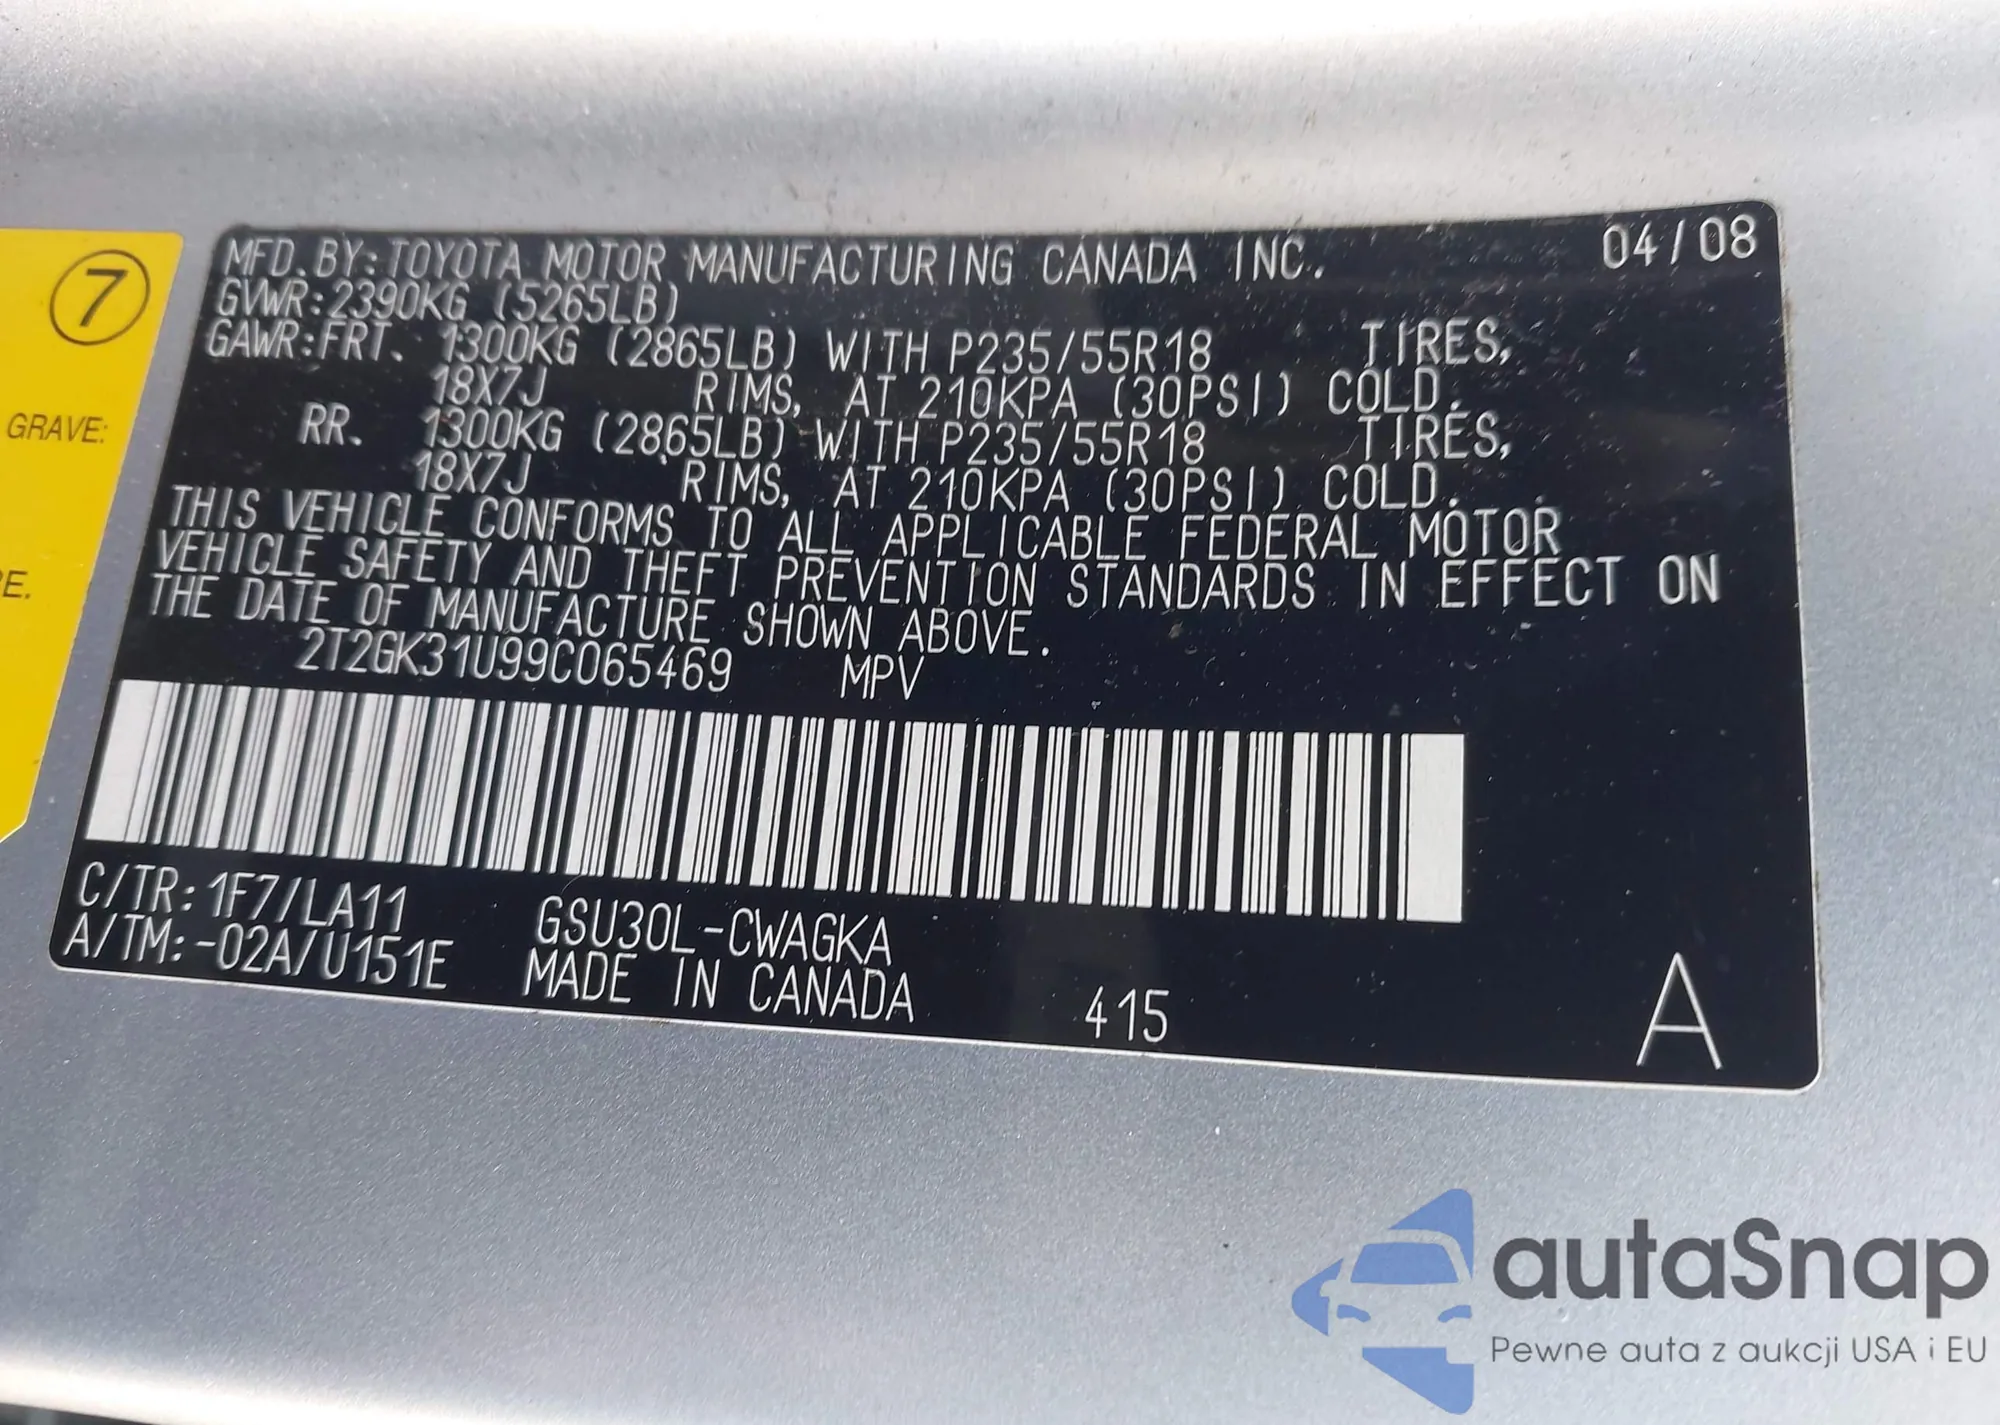 7
GRAVE:
RE.
MFD.BY:TOYOTA MOTOR MANUFACTURING CANADA INC. 04/08
GVWR:2390KG (5265LB)
GAWR:FRT. 1300KG (2865LB) WITH P235/55R18 TIRES,
18X7J RIMS, AT 210KPA (30PSI) COLD.
RR. 1300KG (2865LB) WITH P235/55R18 TIRES,
18X7J RIMS, AT 210KPA (30PSI) COLD.
THIS VEHICLE CONFORMS TO ALL APPLICABLE FEDERAL MOTOR
VEHICLE SAFETY AND THEFT PREVENTION STANDARDS IN EFFECT ON
THE DATE OF MANUFACTURE SHOWN ABOVE.
2T2GK31U99C065469 MPV
C/TR:1F7/LA11 GSU30L-CWAGKA
A/TM:-02A/U151E MADE IN CANADA 415 A
autaSnap
Pewne auta z aukcji USA i EU